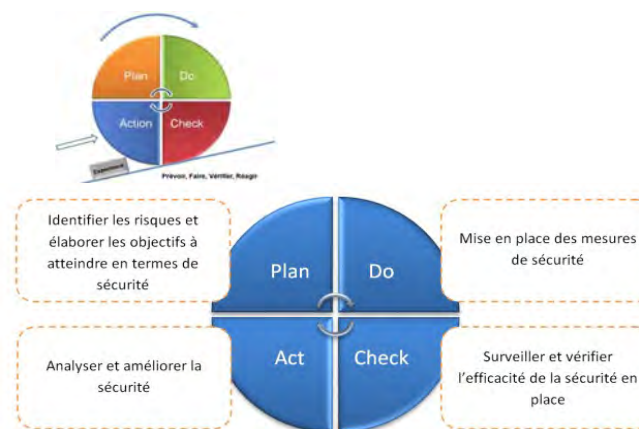 Plan
Do
Action
Check
Expérience
Prévoir, Faire, Vérifier, Réagir
Identifier les risques et
élaborer les objectifs à
atteindre en termes de
sécurité
Plan
Do
Mise en place des mesures
de sécurité
Analyser et améliorer la
sécurité
Act
Check
Surveiller et vérifier
l'efficacité de la sécurité en
place